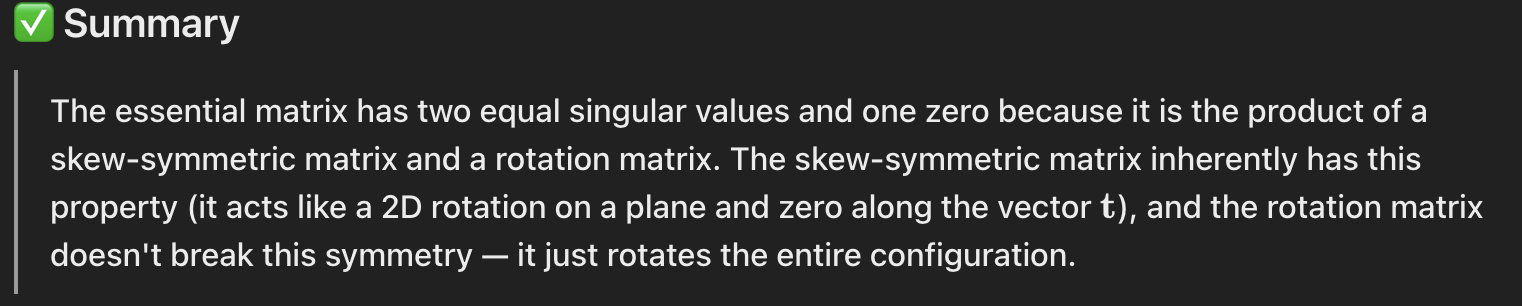 ✅ Summary
The essential matrix has two equal singular values and one zero because it is the product of a
skew-symmetric matrix and a rotation matrix. The skew-symmetric matrix inherently has this
property (it acts like a 2D rotation on a plane and zero along the vector t), and the rotation matrix
doesn't break this symmetry — it just rotates the entire configuration.